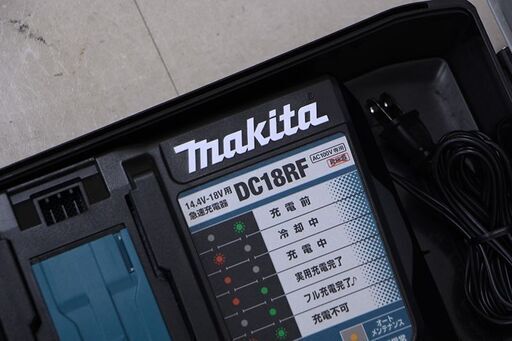 makita
14.4V-18V用
急速充電器
DC18RF
AC100V専用
充電前
冷却中
充電中
実用充電完了
フル充電完了♪
充電不可
オート
メンテナンス